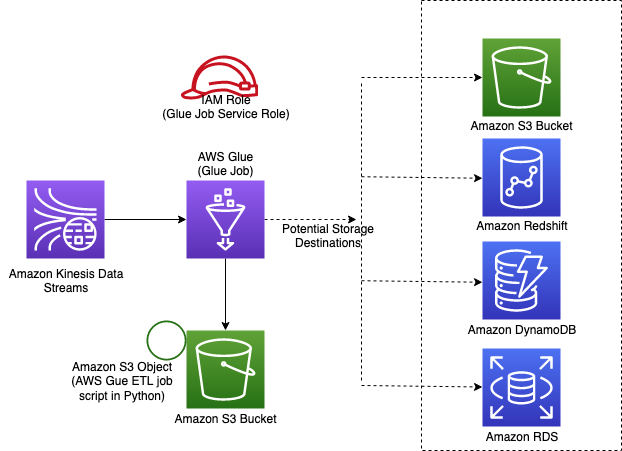 IAM Role
(Glue Job Service Role)
AWS Glue
(Glue Job)
Amazon Kinesis Data
Streams
Potential Storage
Destinations
Amazon S3 Object
(AWS Gue ETL job
script in Python)
Amazon S3 Bucket
Amazon S3 Bucket
Amazon Redshift
Amazon DynamoDB
Amazon RDS